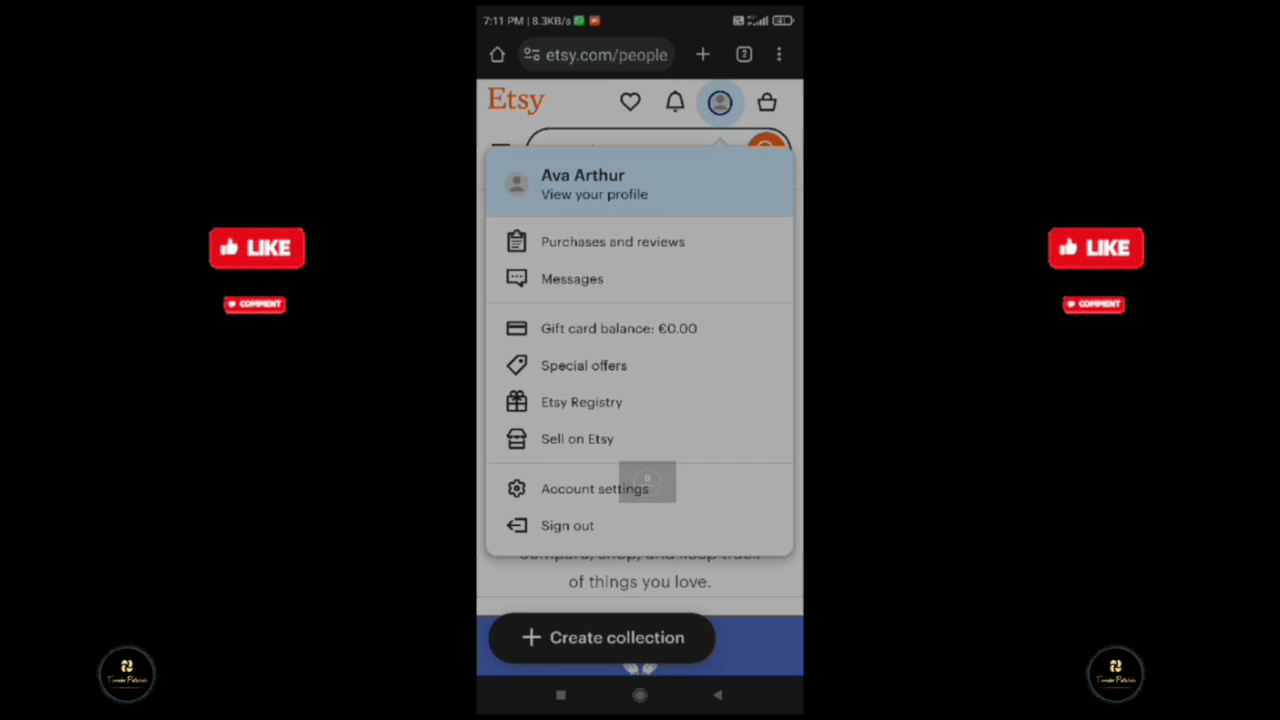 7:11 PM | 8.3KB/s
etsy.com/people
2
Etsy
Ava Arthur
View your profile
Purchases and reviews
Messages
Gift card balance: €0.00
Special offers
Etsy Registry
Sell on Etsy
Account settings
Sign out
of things you love.
Create collection
LIKE
COMMENT
LIKE
COMMENT